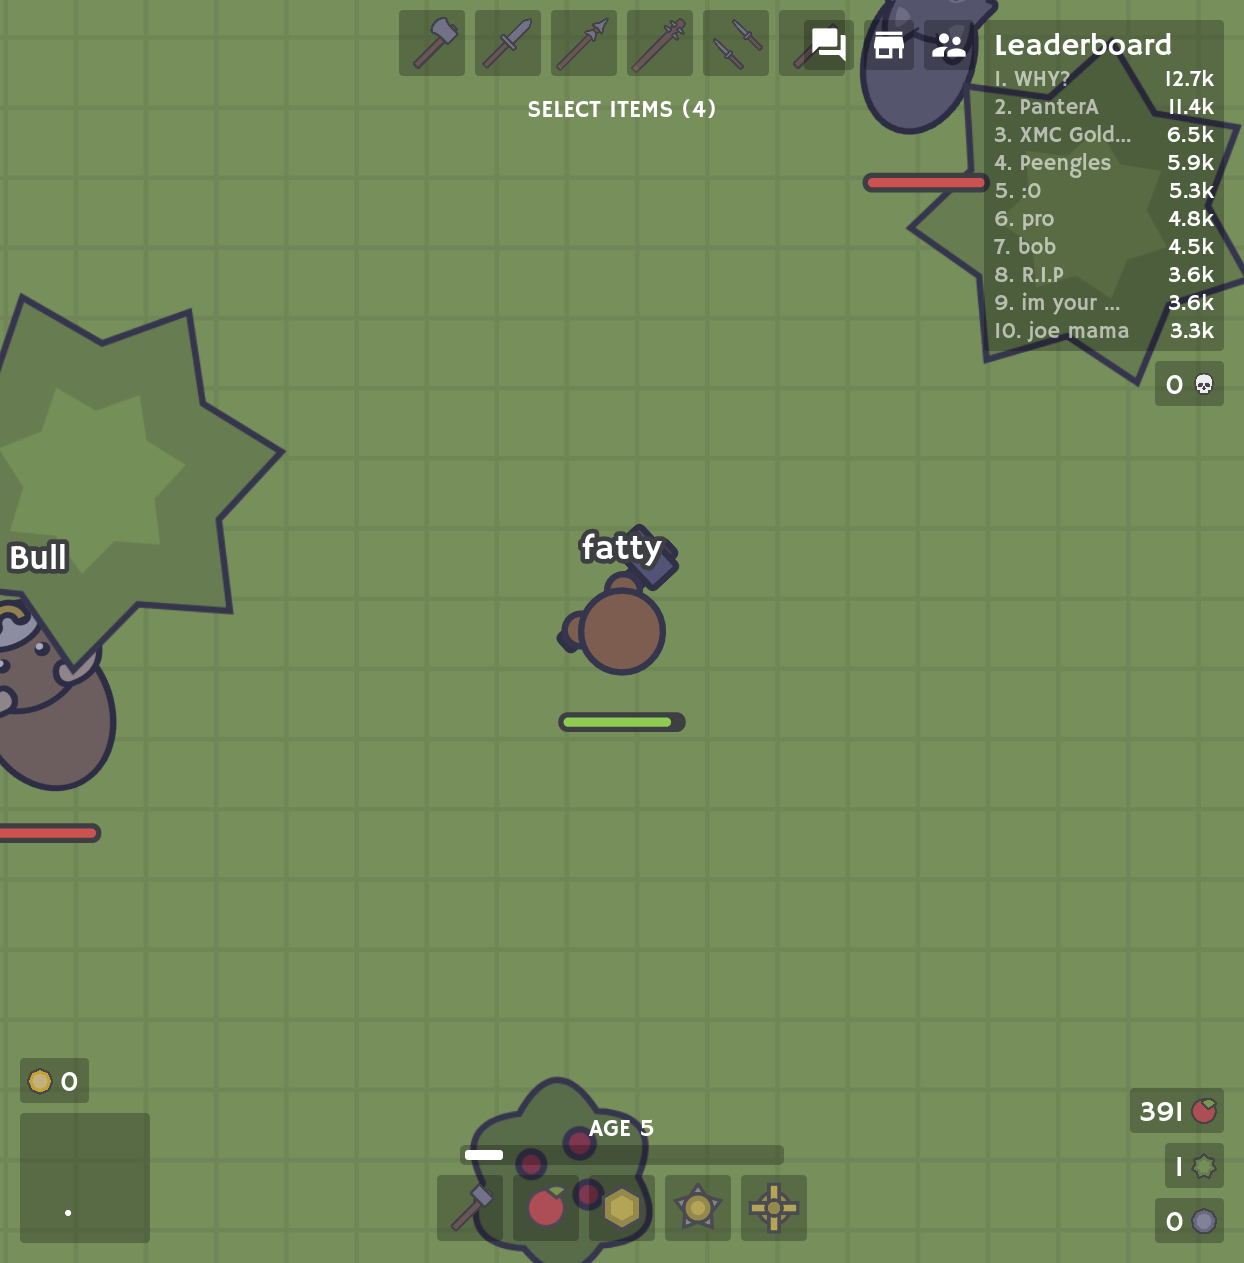 SELECT ITEMS (4)
Leaderboard
1. WHY? 12.7k
2. PanterA 11.4k
3. XMC Gold... 6.5k
4. Peengles 5.9k
5. :0 5.3k
6. pro 4.8k
7. bob 4.5k
8. R.I.P 3.6k
9. im your ... 3.6k
10. joe mama 3.3k
0
Bull
fatty
0
AGE 5
391
1
0